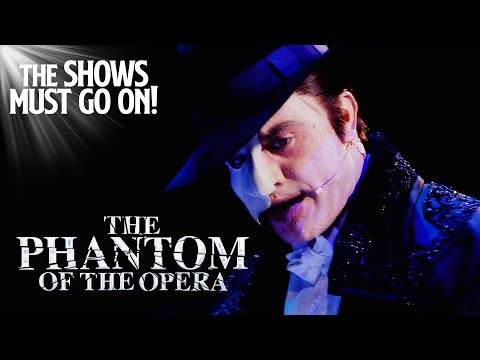 THE SHOWS
MUST GO ON!
THE
PHANTOM
OF THE OPERA